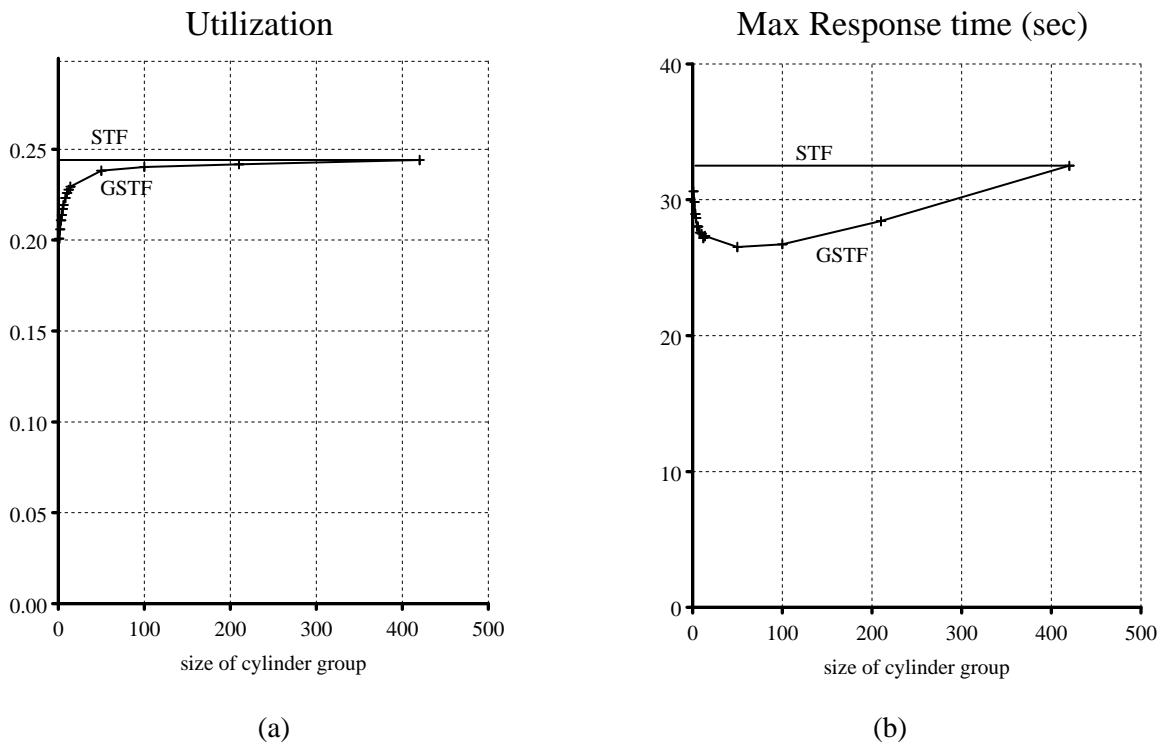 Utilization
STF
GSTF
0.25
0.20
0.15
0.10
0.05
0.00
0 100 200 300 400 500
size of cylinder group
(a)
Max Response time (sec)
40
STF
30
GSTF
20
10
0
0 100 200 300 400 500
size of cylinder group
(b)